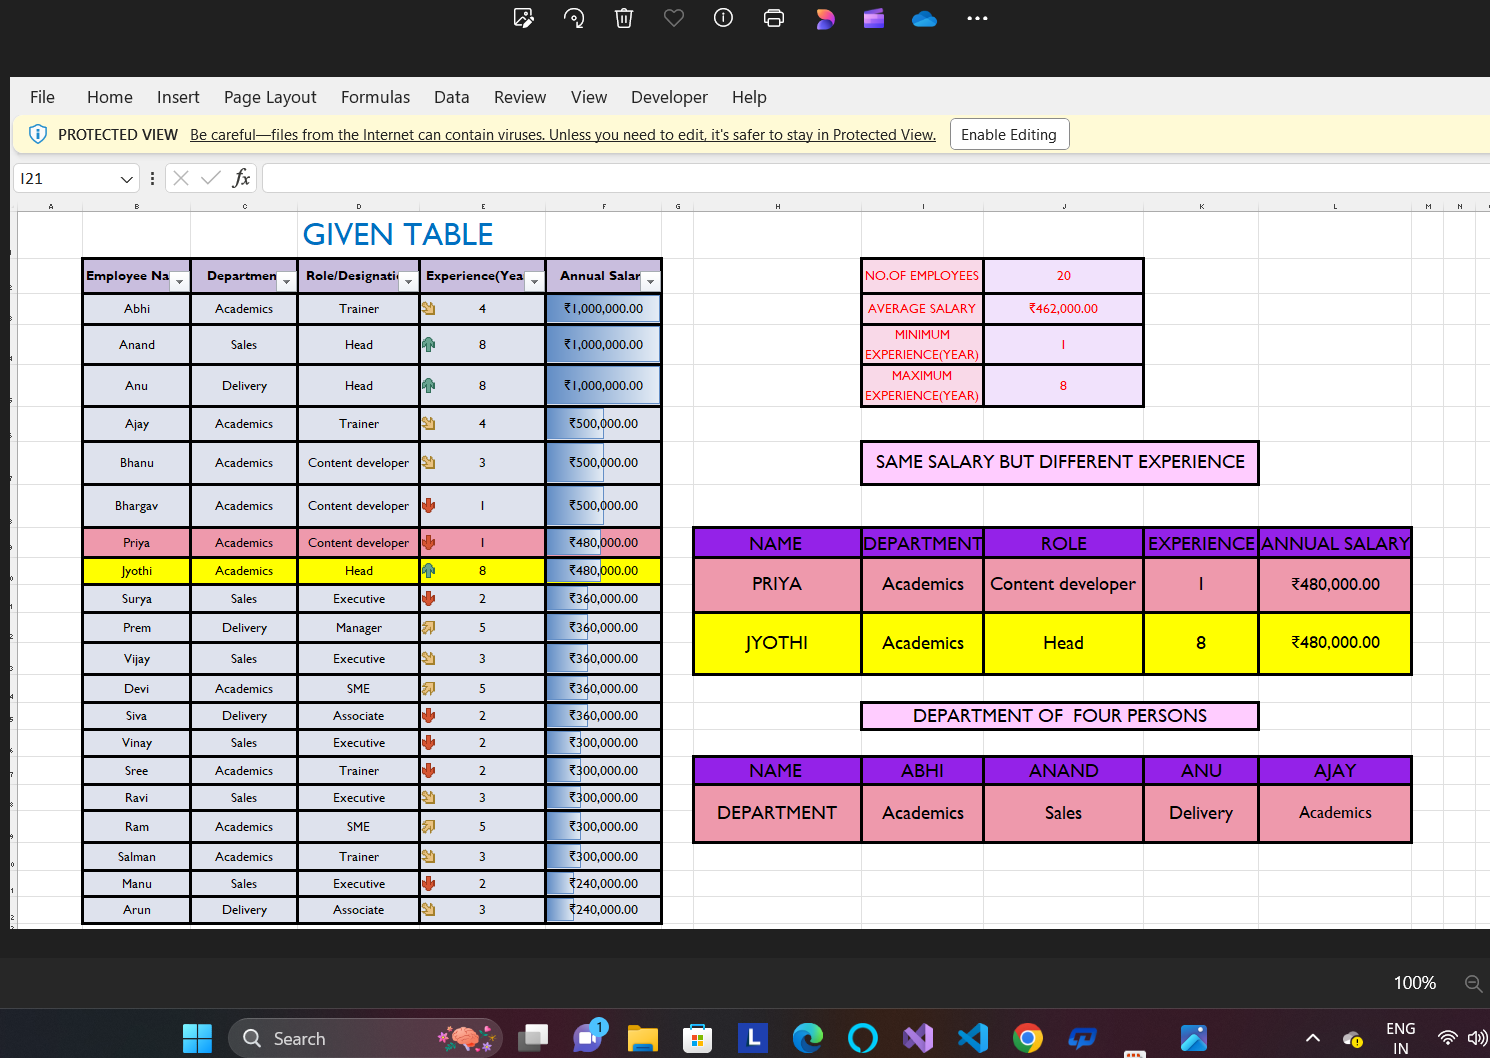 File Home Insert Page Layout Formulas Data Review View Developer Help
PROTECTED VIEW Be careful—files from the Internet can contain viruses. Unless you need to edit, it's safer to stay in Protected View. Enable Editing
I21 fx
A B C D E F G H I J K L M N
GIVEN TABLE
Employee Na Departmen Role/Designati Experience(Yea Annual Salar
Abhi Academics Trainer 4 ₹1,000,000.00
Anand Sales Head 8 ₹1,000,000.00
Anu Delivery Head 8 ₹1,000,000.00
Ajay Academics Trainer 4 ₹500,000.00
Bhanu Academics Content developer 3 ₹500,000.00
Bhargav Academics Content developer 1 ₹500,000.00
Priya Academics Content developer 1 ₹480,000.00
Jyothi Academics Head 8 ₹480,000.00
Surya Sales Executive 2 ₹360,000.00
Prem Delivery Manager 5 ₹360,000.00
Vijay Sales Executive 3 ₹360,000.00
Devi Academics SME 5 ₹360,000.00
Siva Delivery Associate 2 ₹360,000.00
Vinay Sales Executive 2 ₹300,000.00
Sree Academics Trainer 2 ₹300,000.00
Ravi Sales Executive 3 ₹300,000.00
Ram Academics SME 5 ₹300,000.00
Salman Academics Trainer 3 ₹300,000.00
Manu Sales Executive 2 ₹240,000.00
Arun Delivery Associate 3 ₹240,000.00
NO.OF EMPLOYEES 20
AVERAGE SALARY ₹462,000.00
MINIMUM
EXPERIENCE(YEAR) 1
MAXIMUM
EXPERIENCE(YEAR) 8
SAME SALARY BUT DIFFERENT EXPERIENCE
NAME DEPARTMENT ROLE EXPERIENCE ANNUAL SALARY
PRIYA Academics Content developer 1 ₹480,000.00
JYOTHI Academics Head 8 ₹480,000.00
DEPARTMENT OF FOUR PERSONS
NAME ABHI ANAND ANU AJAY
DEPARTMENT Academics Sales Delivery Academics
100%
Search 1 L ENG
IN